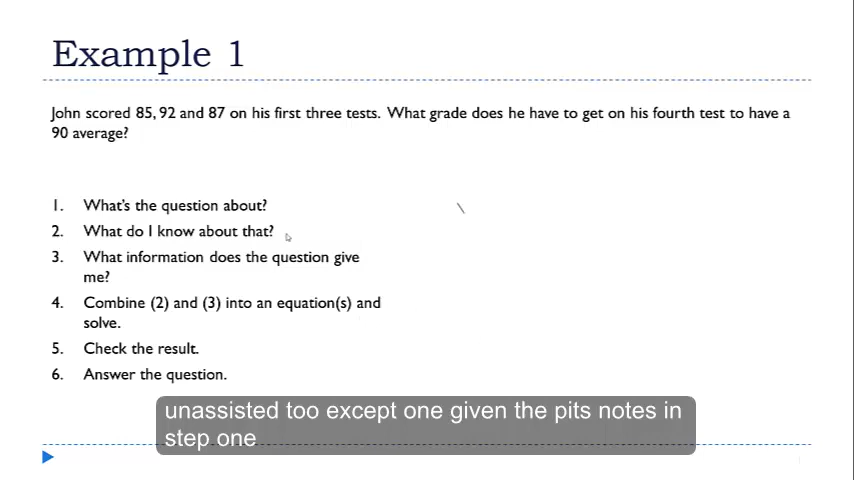 Example 1
John scored 85, 92 and 87 on his first three tests. What grade does he have to get on his fourth test to have a
90 average?
1. What's the question about?
2. What do I know about that?
3. What information does the question give
me?
4. Combine (2) and (3) into an equation(s) and
solve.
5. Check the result.
6. Answer the question.
unassisted too except one given the pits notes in
step one